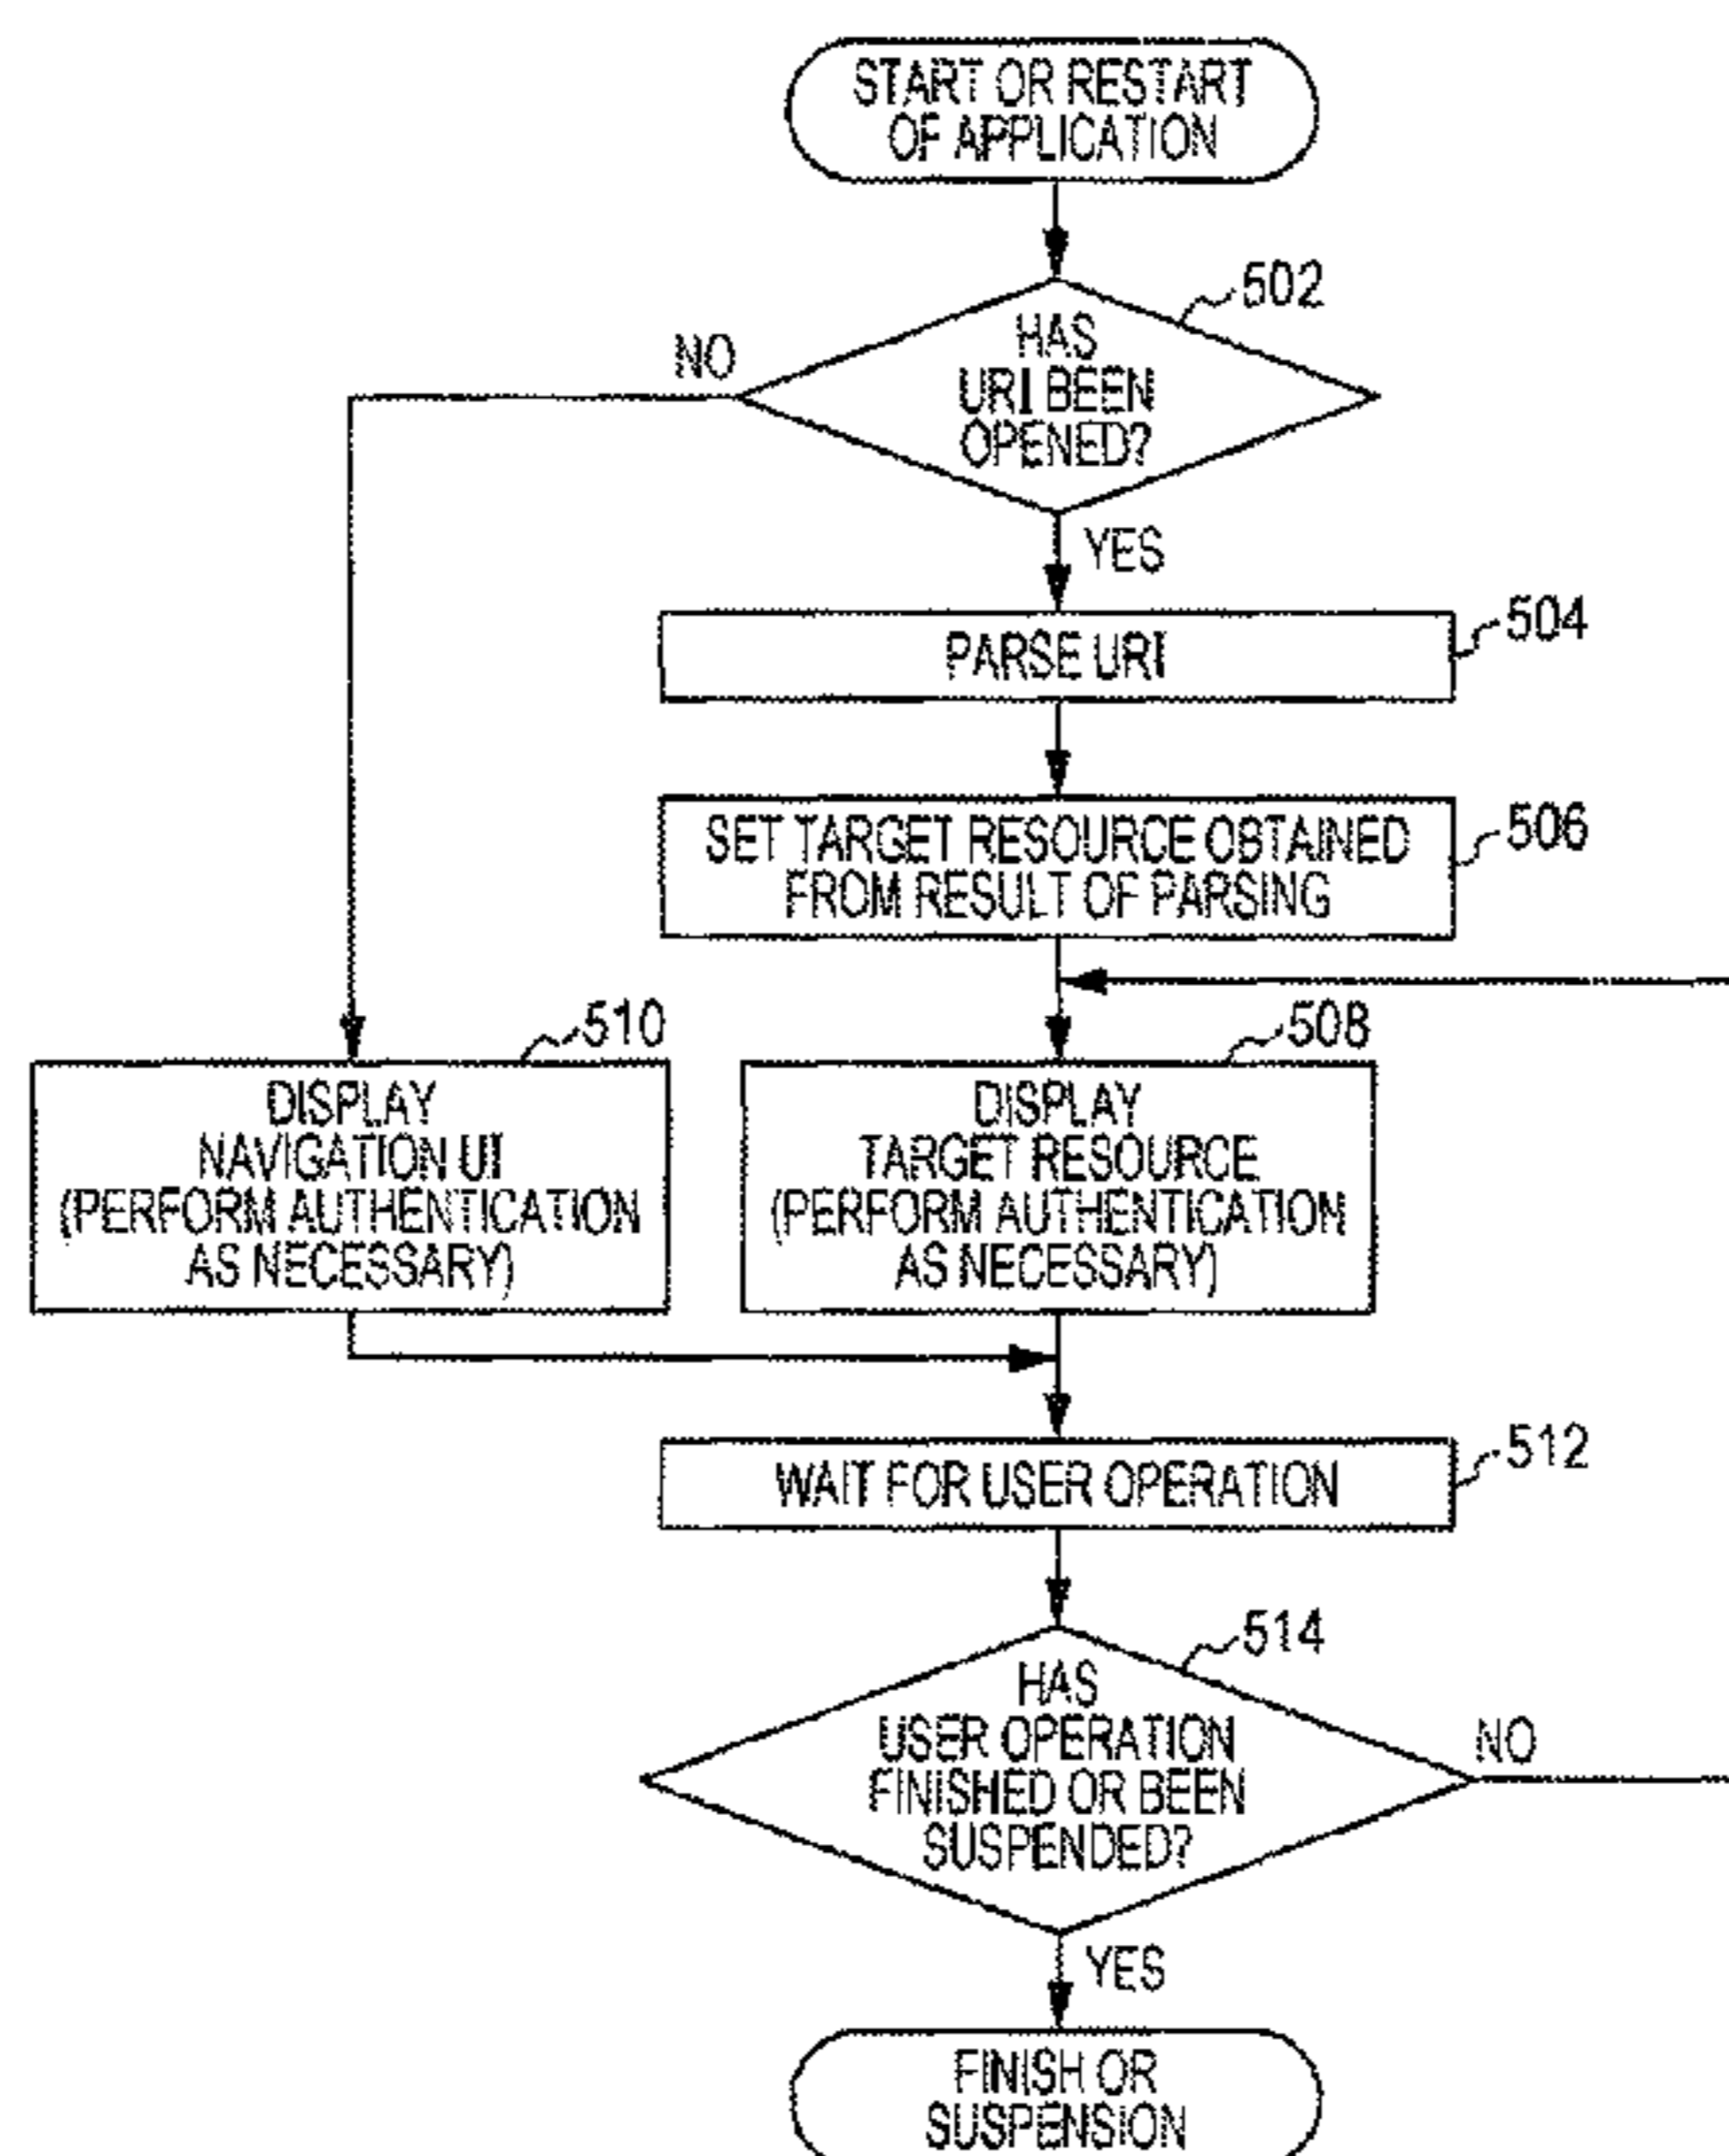 START OR RESTART
OF APPLICATION
502
HAS
URI BEEN
OPENED?
NO
YES
504
PARSE URI
506
SET TARGET RESOURCE OBTAINED
FROM RESULT OF PARSING
510
DISPLAY
NAVIGATION UI
(PERFORM AUTHENTICATION
AS NECESSARY)
508
DISPLAY
TARGET RESOURCE
(PERFORM AUTHENTICATION
AS NECESSARY)
512
WAIT FOR USER OPERATION
514
HAS
USER OPERATION
FINISHED OR BEEN
SUSPENDED?
NO
YES
FINISH OR
SUSPENSION